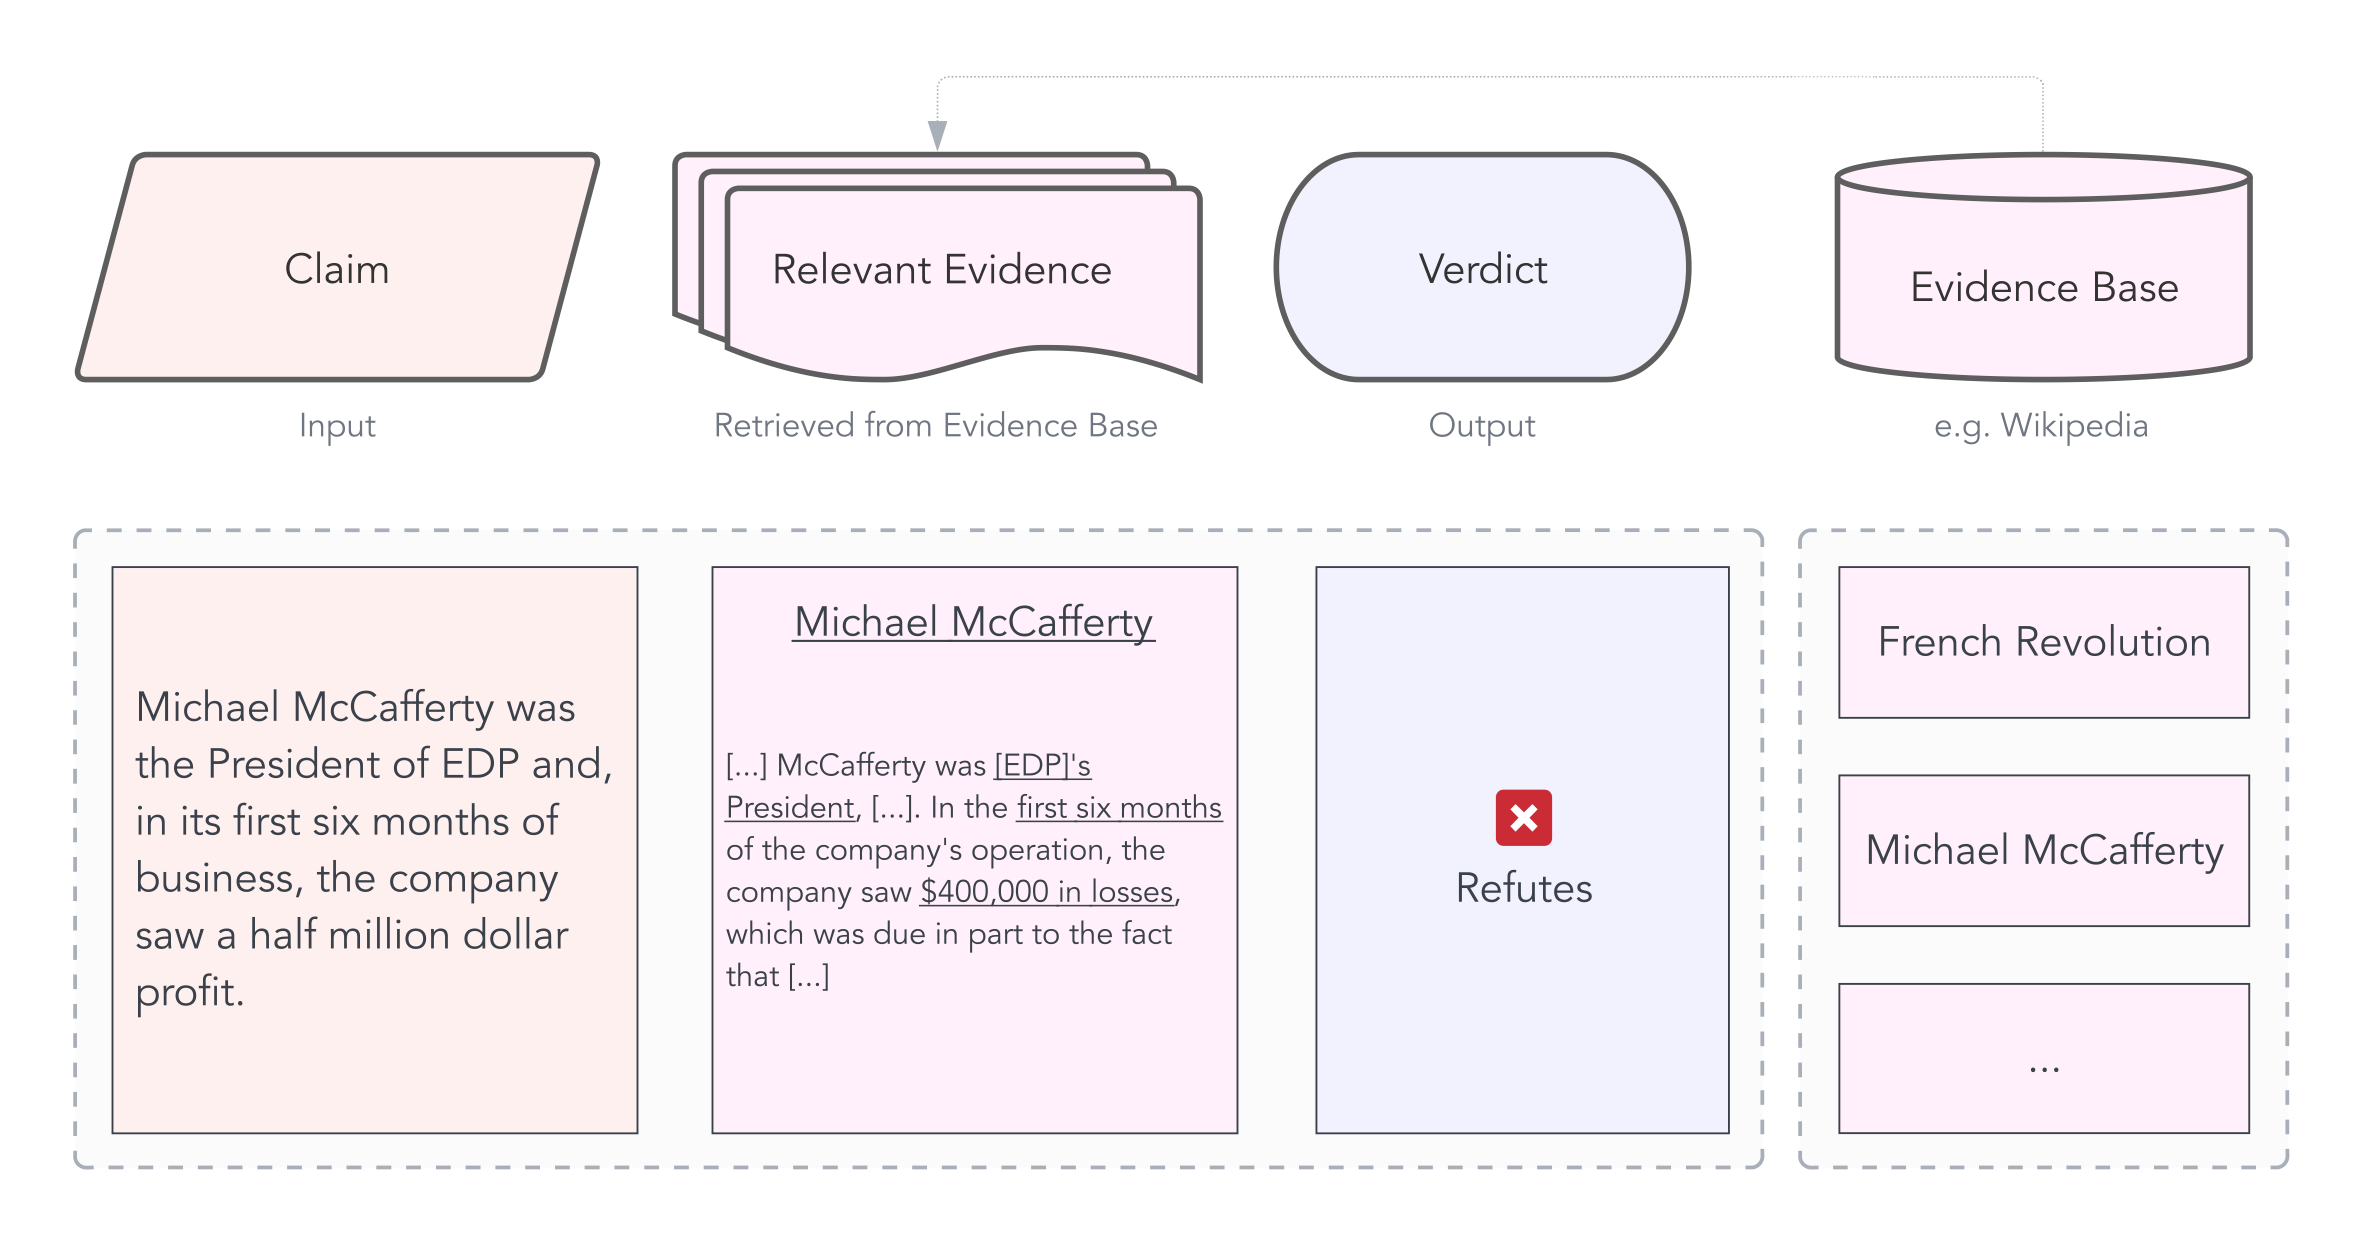 Claim
Relevant Evidence
Verdict
Evidence Base
Input
Retrieved from Evidence Base
Output
e.g. Wikipedia
Michael McCafferty was
the President of EDP and,
in its first six months of
business, the company
saw a half million dollar
profit.
Michael McCafferty
[...] McCafferty was [EDP]'s
President, [...]. In the first six months
of the company's operation, the
company saw $400,000 in losses,
which was due in part to the fact
that [...]
Refutes
French Revolution
Michael McCafferty
...